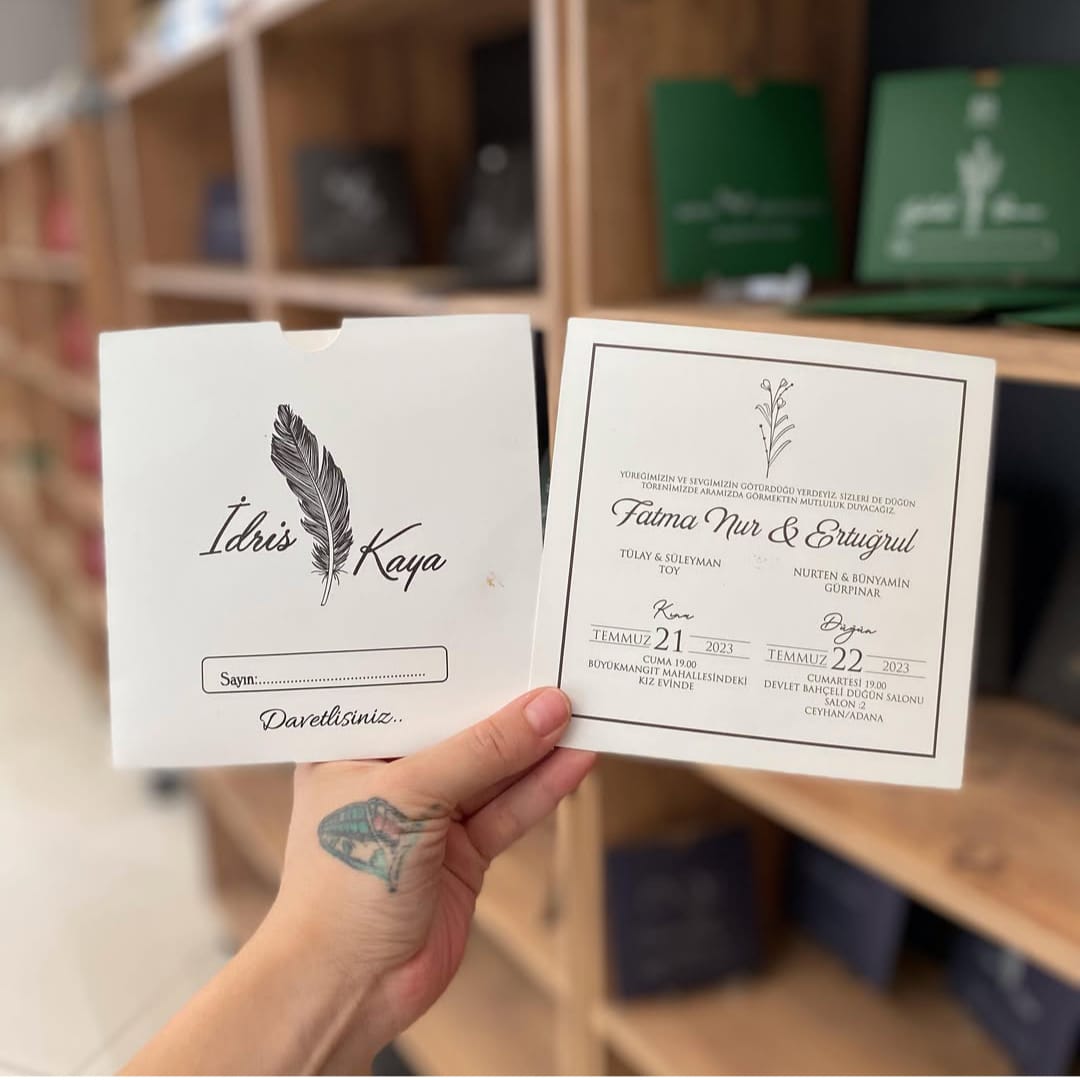 İdris Kaya
Sayın:..........................................
Davetlisiniz..
YÜREĞİMİZİN VE SEVGİMİZİN GÖTÜRDÜĞÜ YERDEYİZ. SİZLERİ DE DÜĞÜN
TÖRENİMİZDE ARAMIZDA GÖRMEKTEN MUTLULUK DUYACAĞIZ.
Fatma Nur & Ertuğrul
TÜLAY & SÜLEYMAN
TOY
NURTEN & BÜNYAMİN
GÜRPINAR
Kına
TEMMUZ 21 2023
CUMA 19.00
BÜYÜKMANGIT MAHALLESİNDEKİ
KIZ EVİNDE
Düğün
TEMMUZ 22 2023
CUMARTESİ 19.00
DEVLET BAHÇELİ DÜĞÜN SALONU
SALON :2
CEYHAN/ADANA